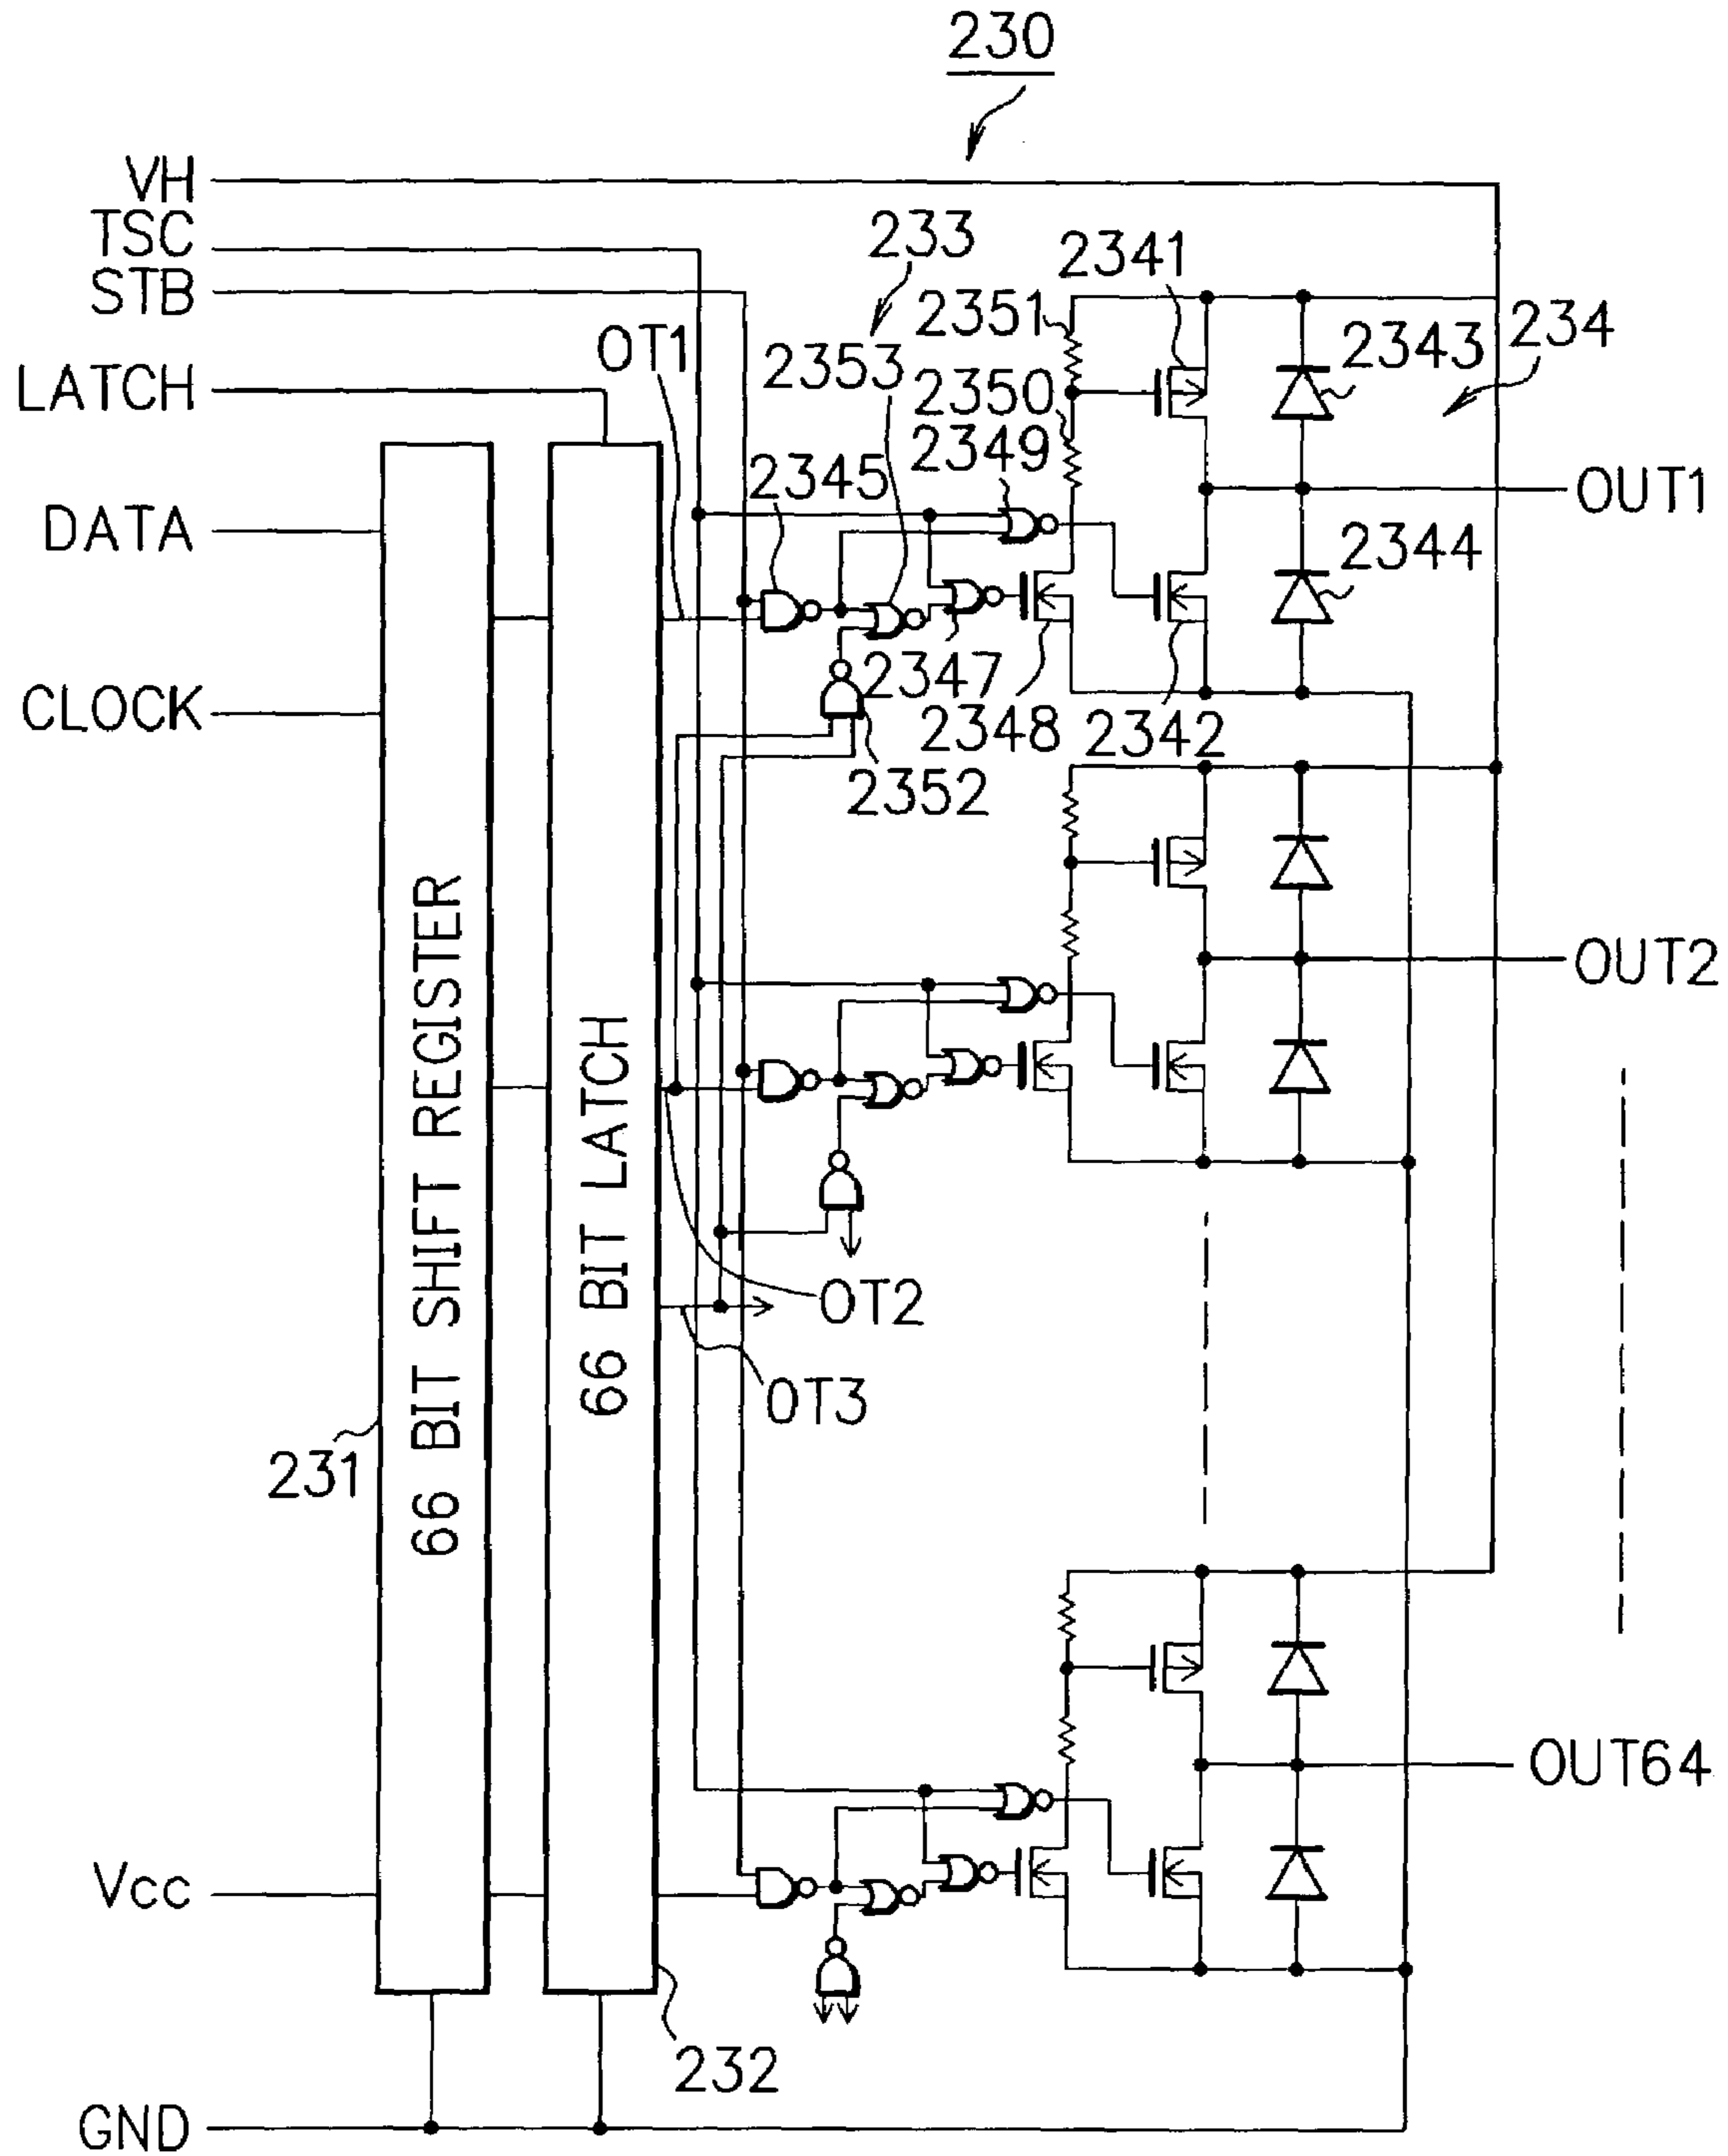 230
VH
TSC
STB
LATCH
DATA
CLOCK
Vcc
GND
233
2341
2351
2353
2350
2349
2345
OT1
2343
234
OUT1
2344
2347
2348
2342
2352
OUT2
OT2
OT3
66 BIT SHIFT REGISTER
66 BIT LATCH
231
232
OUT64